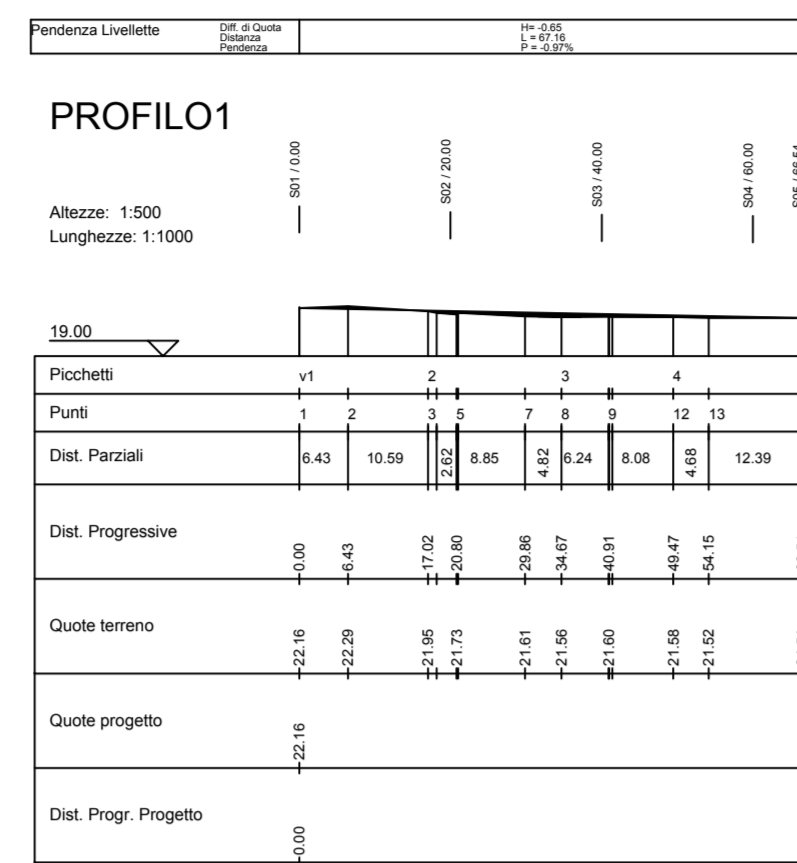 Pendenza Livellette
Diff. di Quota
Distanza
Pendenza
H= -0.65
L = 67.16
P = -0.97%
PROFILO1
S01 / 0.00
S02 / 20.00
S03 / 40.00
S04 / 60.00
S05 / 66.54
Altezze: 1:500
Lunghezze: 1:1000
19.00
Picchetti v1 2 3 4
Punti 1 2 3 5 7 8 9 12 13
Dist. Parziali 6.43 10.59 2.62 8.85 4.82 6.24 8.08 4.68 12.39
Dist. Progressive 0.00 6.43 17.02 20.80 29.86 34.67 40.91 49.47 54.15
Quote terreno 22.16 22.29 21.95 21.73 21.61 21.56 21.60 21.58 21.52
Quote progetto 22.16
Dist. Progr. Progetto 0.00